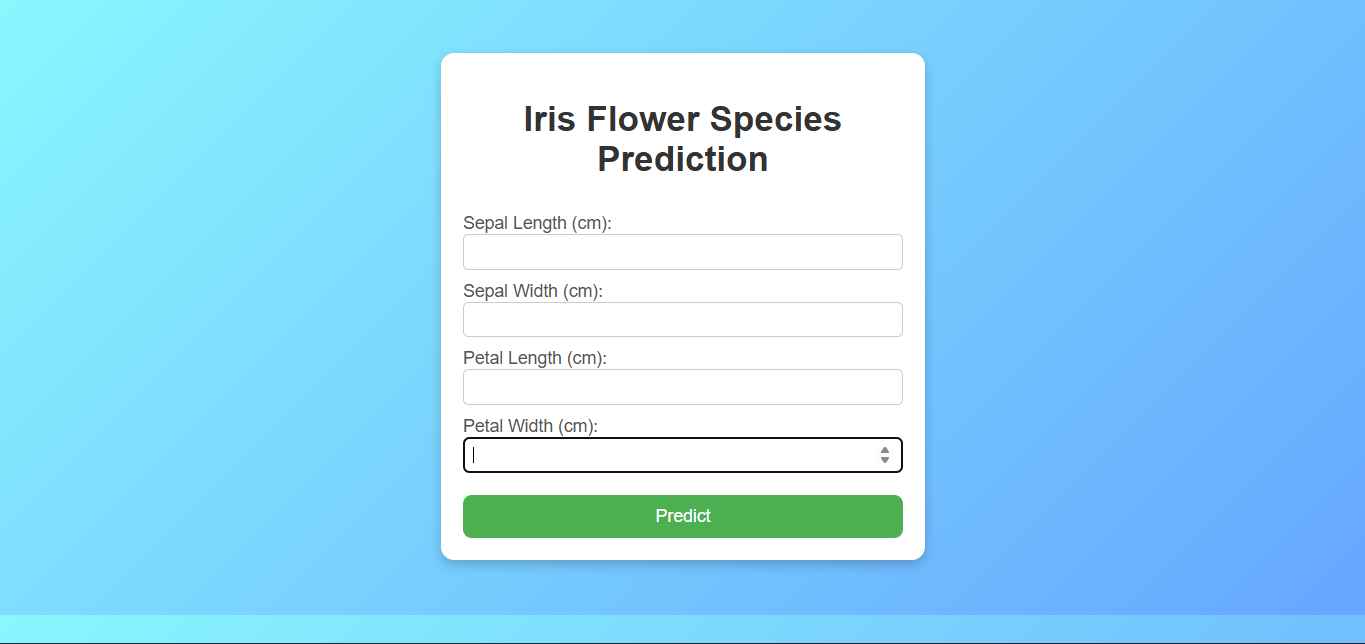 Iris Flower Species
Prediction
Sepal Length (cm):
Sepal Width (cm):
Petal Length (cm):
Petal Width (cm):
Predict